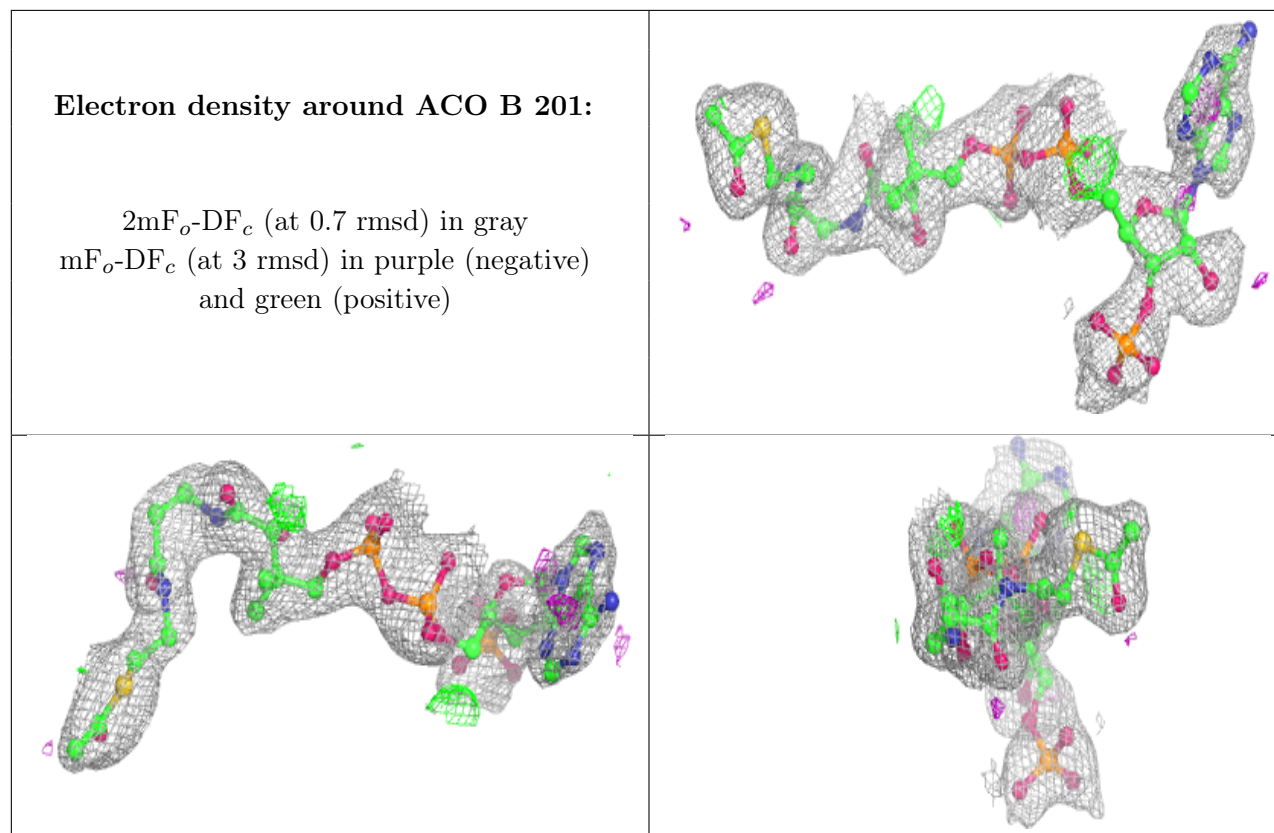 Electron density around ACO B 201:
2mFo-DFc (at 0.7 rmsd) in gray
mFo-DFc (at 3 rmsd) in purple (negative)
and green (positive)